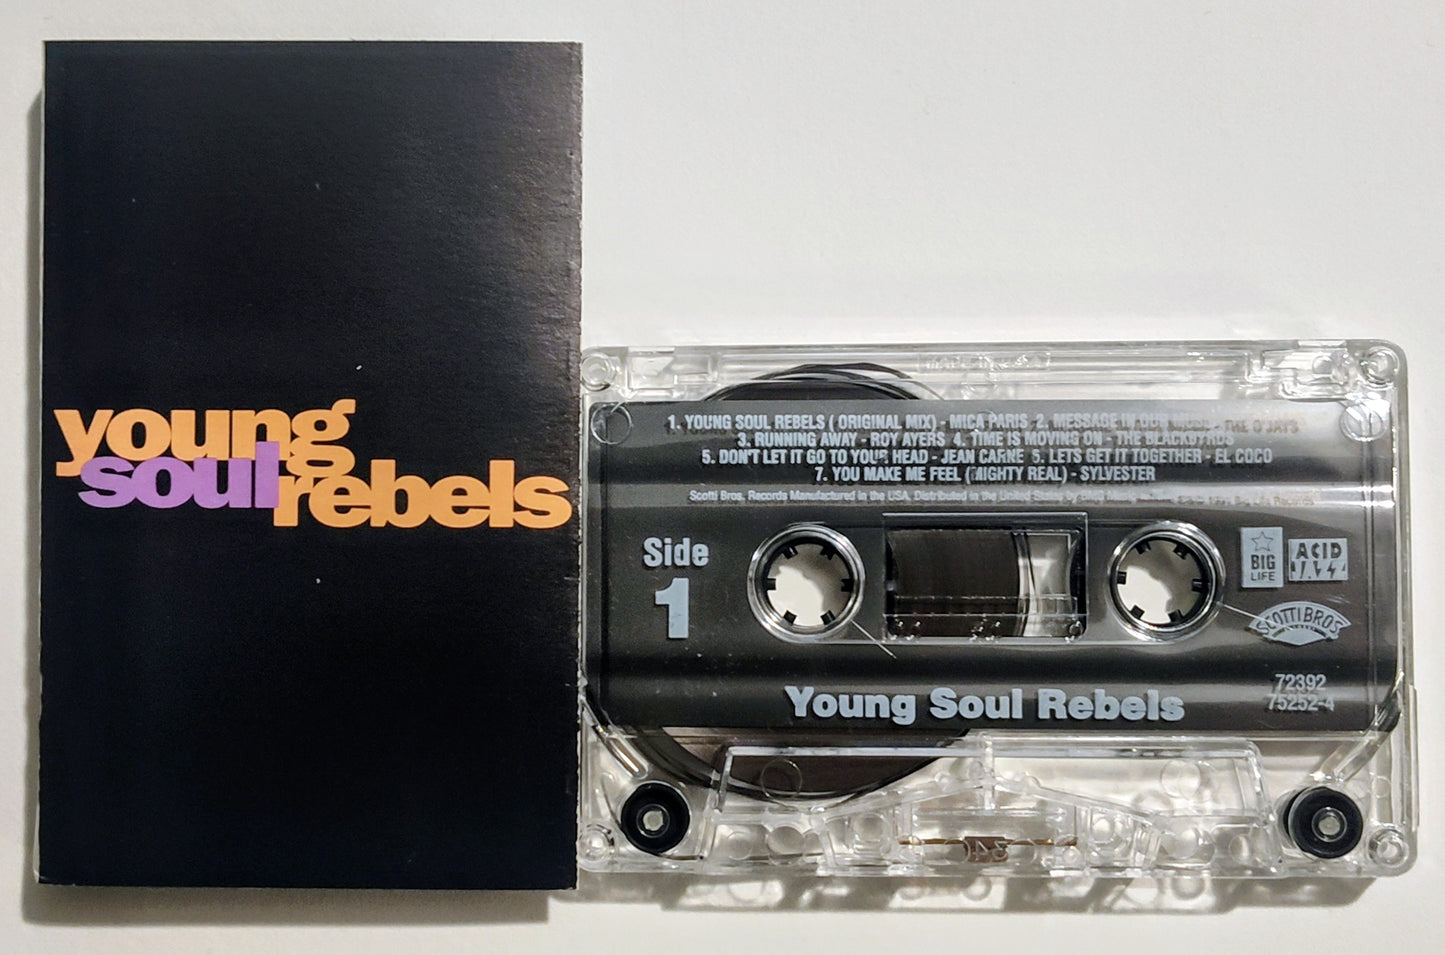 young
soul
rebels
1. YOUNG SOUL REBELS ( ORIGINAL MIX) - MICA PARIS 2. MESSAGE IN OUR MUSIC - THE O'JAYS
3. RUNNING AWAY - ROY AYERS 4. TIME IS MOVING ON - THE BLACKBYRDS
5. DON'T LET IT GO TO YOUR HEAD - JEAN CARNE 6. LETS GET IT TOGETHER - EL COCO
7. YOU MAKE ME FEEL (MIGHTY REAL) - SYLVESTER
Scotti Bros. Records Manufactured in the USA. Distributed in the United States by BMG
Side
1
BIG
LIFE
ACID
JAZZ
SCOTTI BROS
Young Soul Rebels
72392
75252-4